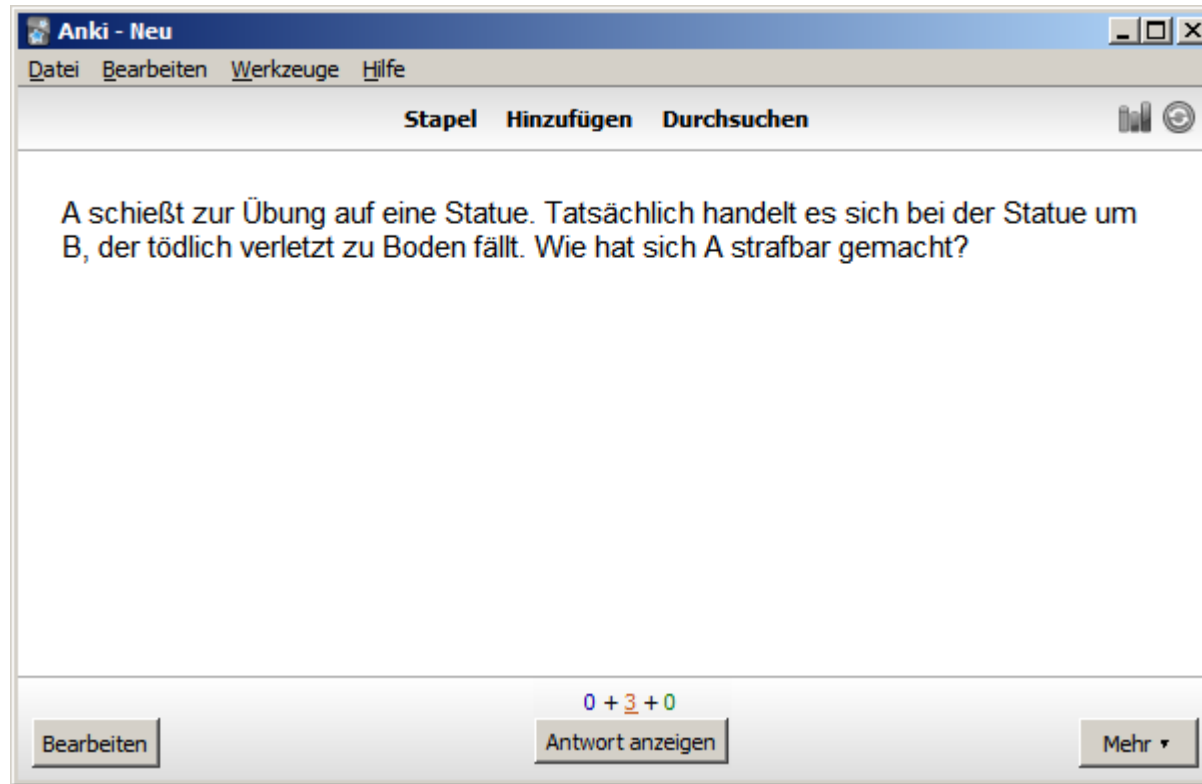 Anki - Neu
Datei Bearbeiten Werkzeuge Hilfe
Stapel Hinzufügen Durchsuchen
A schießt zur Übung auf eine Statue. Tatsächlich handelt es sich bei der Statue um
B, der tödlich verletzt zu Boden fällt. Wie hat sich A strafbar gemacht?
0 + 3 + 0
Bearbeiten Antwort anzeigen Mehr